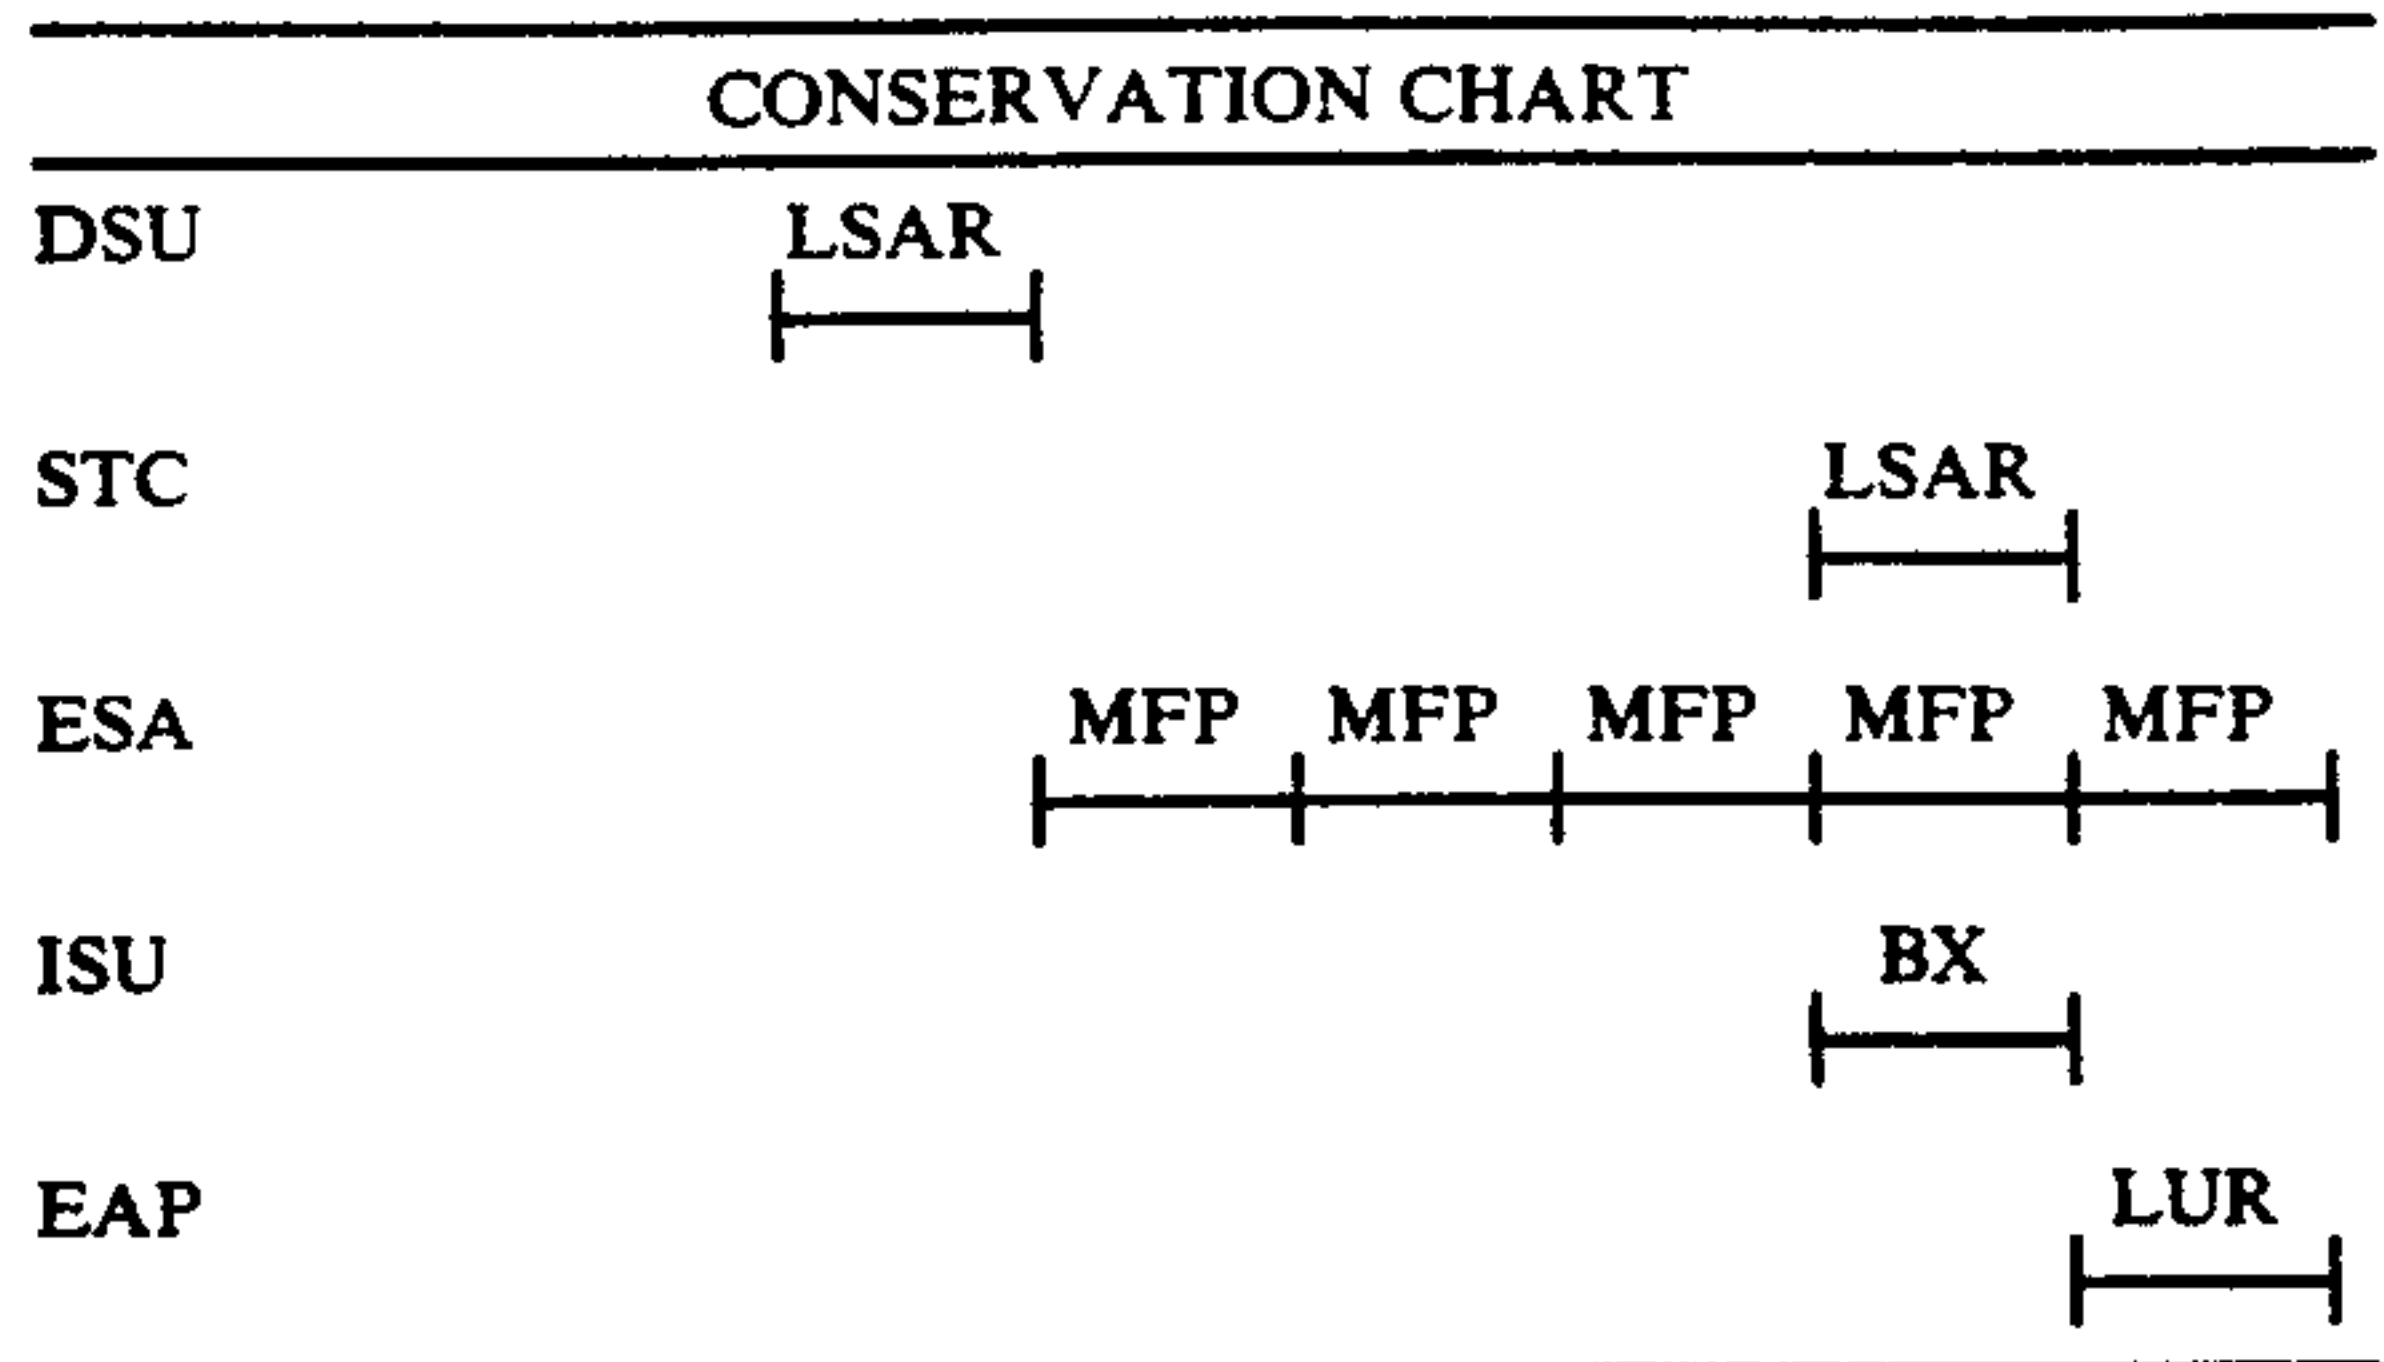 CONSERVATION CHART
DSU LSAR
STC LSAR
ESA MFP MFP MFP MFP MFP
ISU BX
EAP LUR